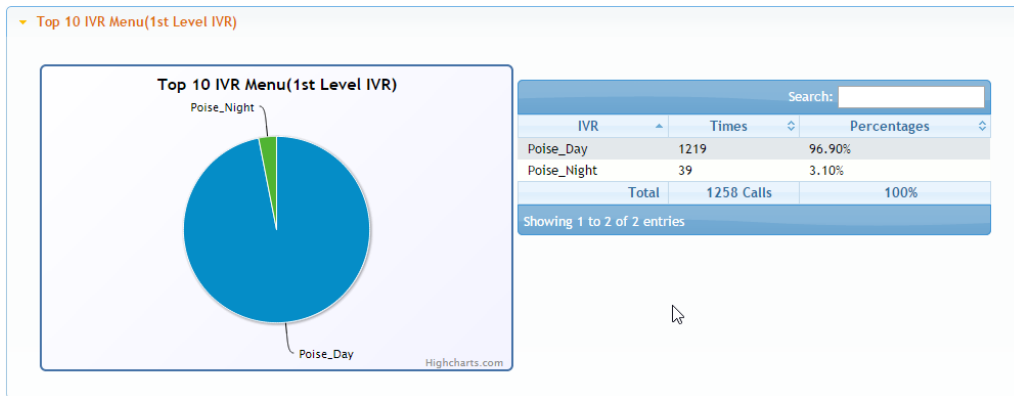 Top 10 IVR Menu(1st Level IVR)
Top 10 IVR Menu(1st Level IVR)
Poise_Night
Poise_Day
Highcharts.com
Search:
IVR Times Percentages
Poise_Day 1219 96.90%
Poise_Night 39 3.10%
Total 1258 Calls 100%
Showing 1 to 2 of 2 entries